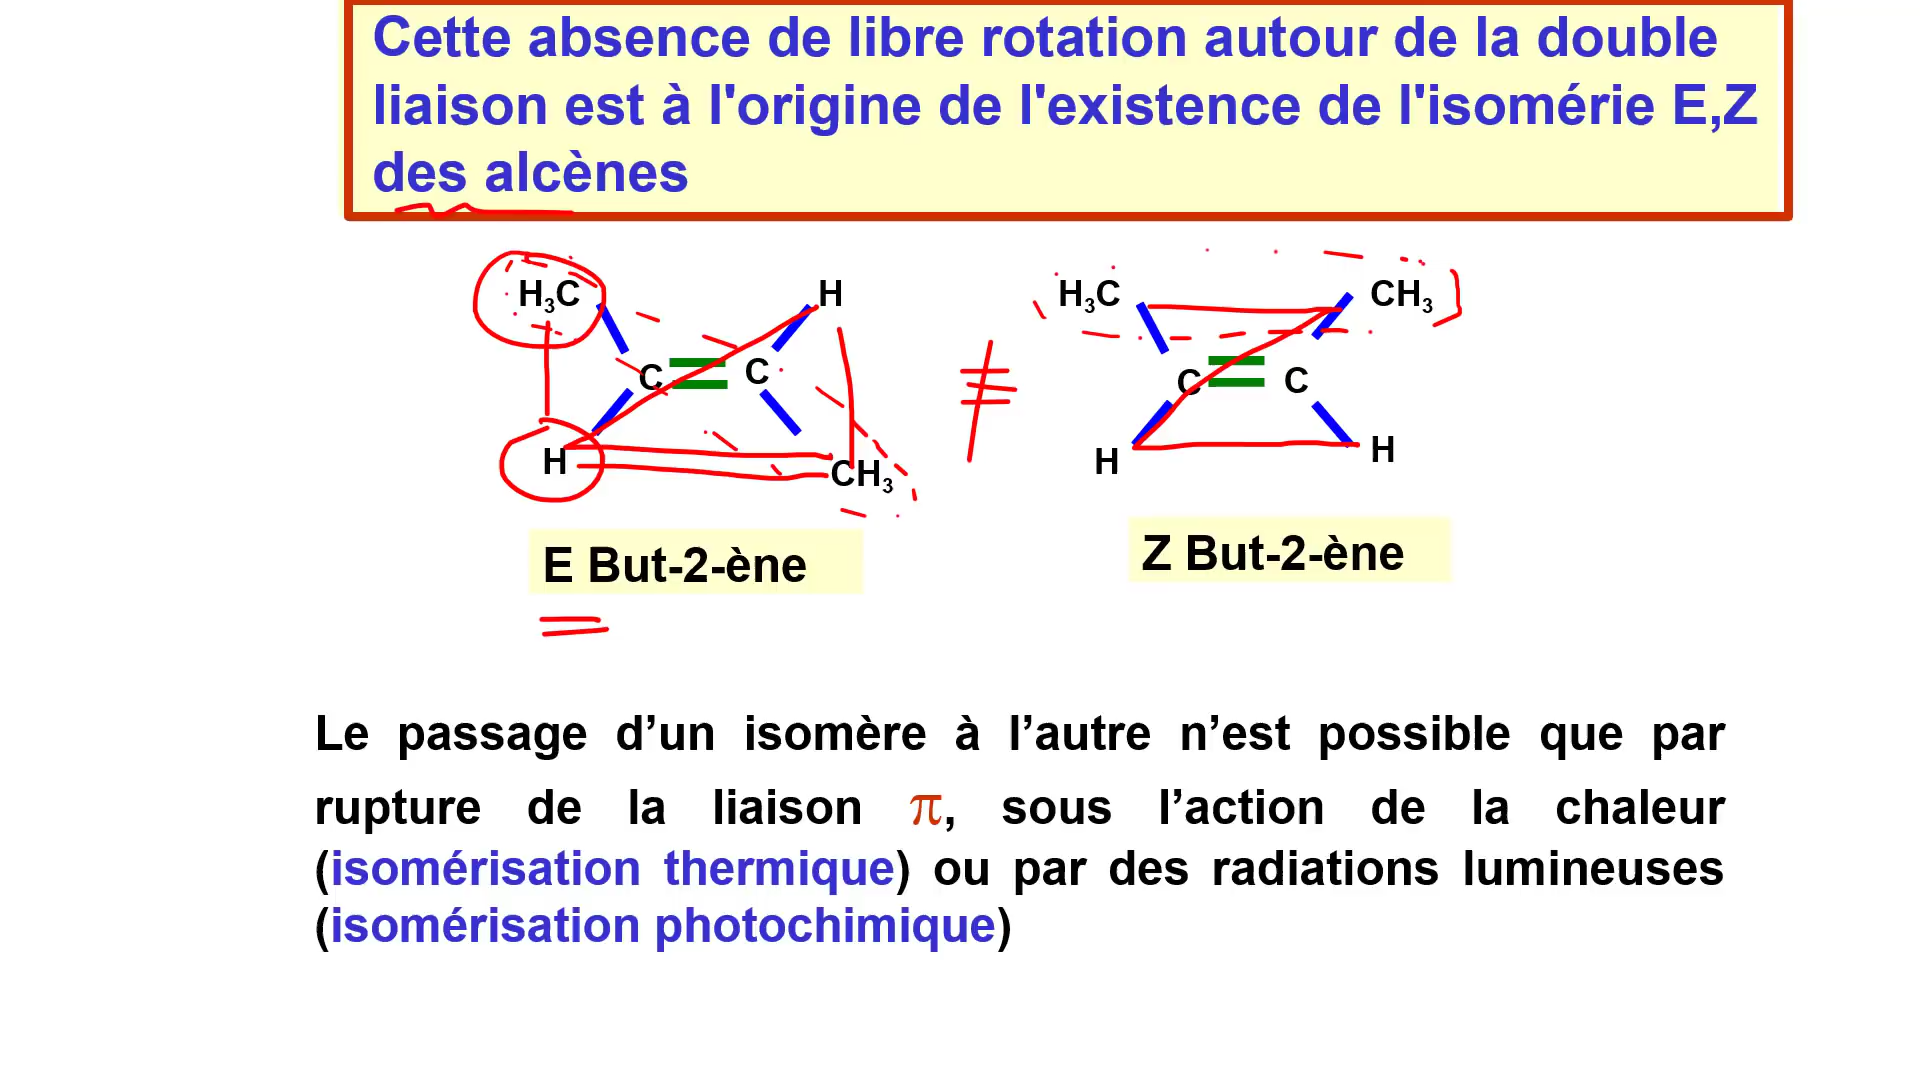 Cette absence de libre rotation autour de la double
liaison est à l'origine de l'existence de l'isomérie E,Z
des alcènes
H₃C H H₃C CH₃
C C C C
H CH₃ H H
E But-2-ène Z But-2-ène
Le passage d’un isomère à l’autre n’est possible que par
rupture de la liaison π, sous l’action de la chaleur
(isomérisation thermique) ou par des radiations lumineuses
(isomérisation photochimique)